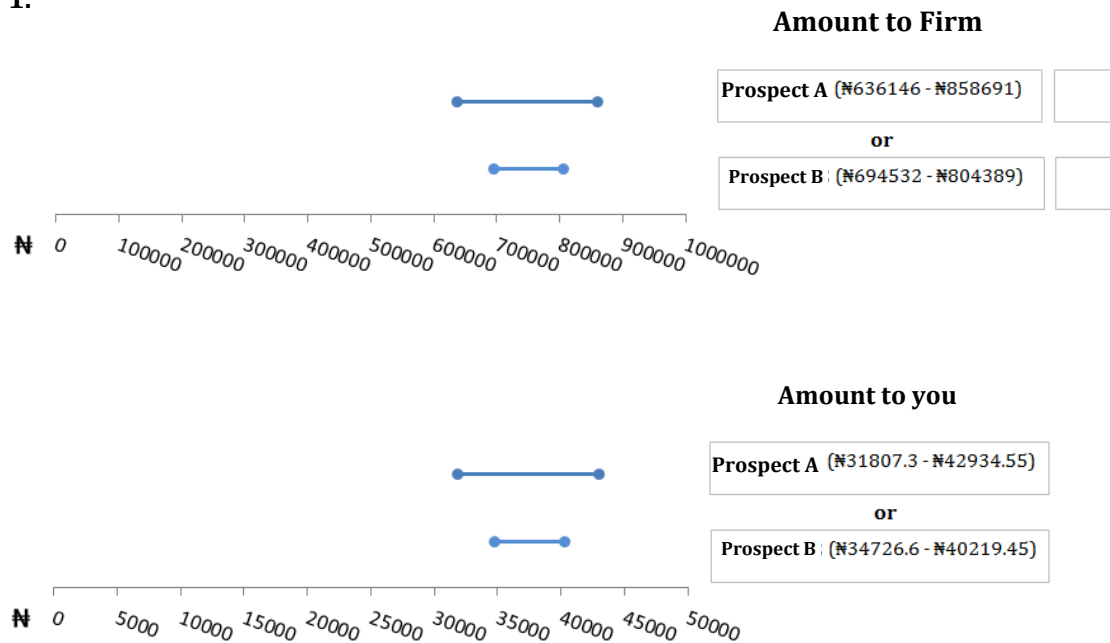 1.
Amount to Firm
Prospect A (₦636146 - ₦858691)
or
Prospect B : (₦694532 - ₦804389)
₦ 0 100000 200000 300000 400000 500000 600000 700000 800000 900000 1000000
Amount to you
Prospect A (₦31807.3 - ₦42934.55)
or
Prospect B : (₦34726.6 - ₦40219.45)
₦ 0 5000 10000 15000 20000 25000 30000 35000 40000 45000 50000